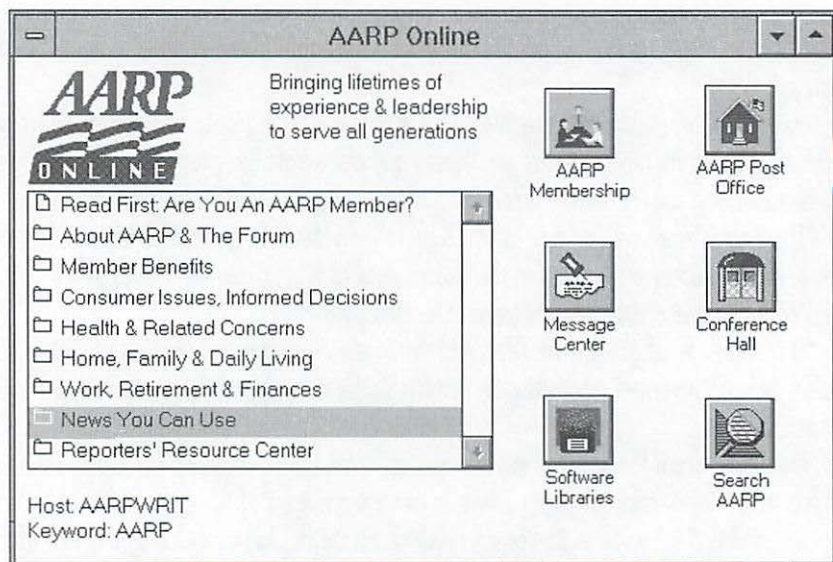 AARP Online
AARP
ONLINE
Bringing lifetimes of
experience & leadership
to serve all generations
AARP
Membership
AARP Post
Office
Read First: Are You An AARP Member?
About AARP & The Forum
Member Benefits
Consumer Issues, Informed Decisions
Health & Related Concerns
Home, Family & Daily Living
Work, Retirement & Finances
News You Can Use
Reporters' Resource Center
Message
Center
Conference
Hall
Software
Libraries
Search
AARP
Host: AARPWRIT
Keyword: AARP